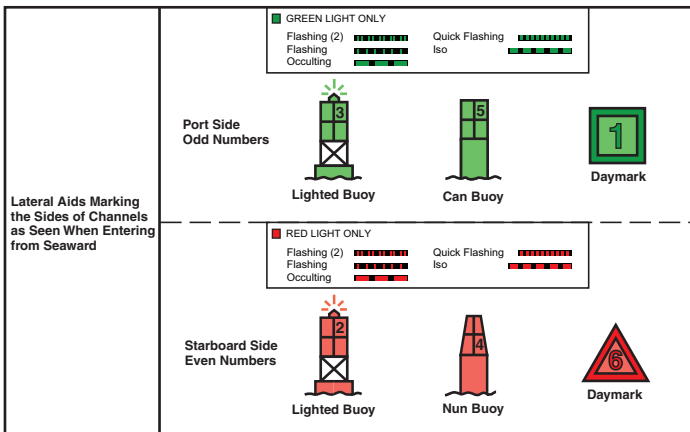 GREEN LIGHT ONLY
Flashing (2)
Quick Flashing
Flashing
Iso
Occulting
Port Side
Odd Numbers
3
5
1
Lighted Buoy
Can Buoy
Daymark
Lateral Aids Marking
the Sides of Channels
as Seen When Entering
from Seaward
RED LIGHT ONLY
Flashing (2)
Quick Flashing
Flashing
Iso
Occulting
Starboard Side
Even Numbers
2
4
6
Lighted Buoy
Nun Buoy
Daymark